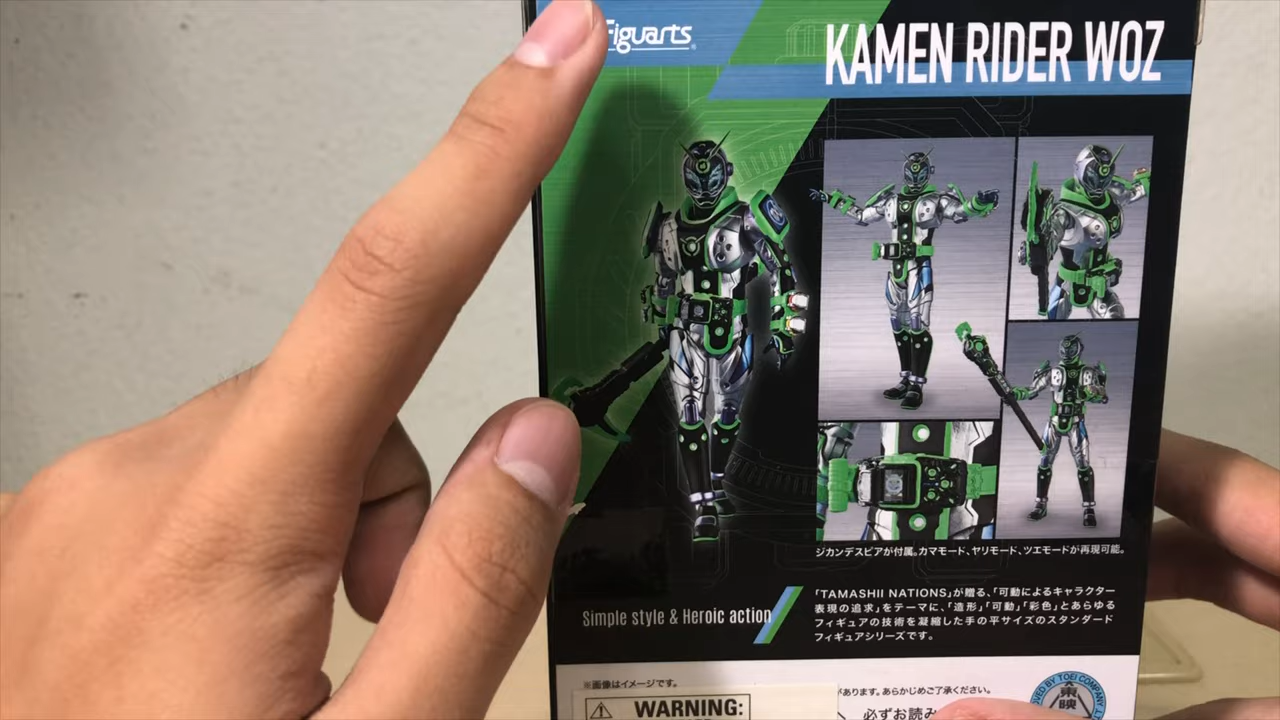 Figuarts
KAMEN RIDER WOZ
ジカンデスピアが付属。カマモード、ヤリモード、ツエモードが再現可能。
Simple style & Heroic action
「TAMASHII NATIONS」が贈る、「可動によるキャラクター
表現の追求」をテーマに、「造形」「可動」「彩色」とあらゆる
フィギュアの技術を凝縮した手の平サイズのスタンダード
フィギュアシリーズです。
※画像はイメージです。
があります。あらかじめご了承ください。
WARNING:
必ずお読み
BY TOEI COMPANY
東映